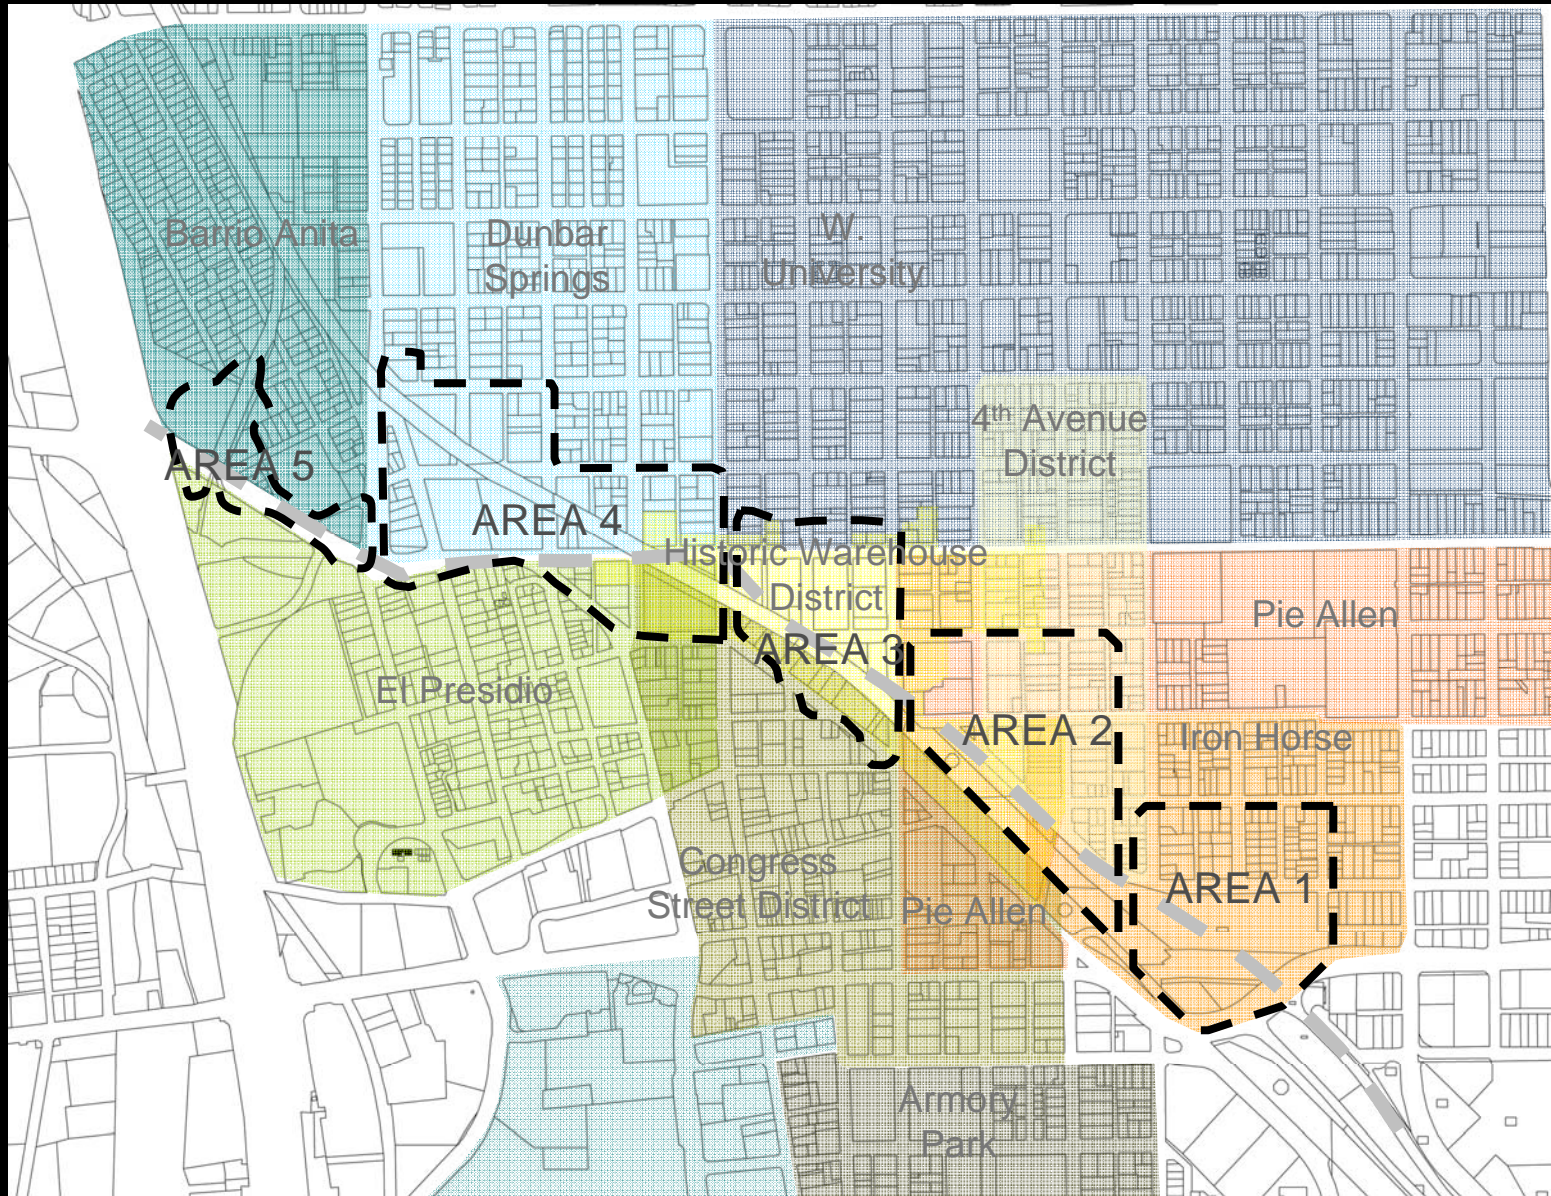 Barrio Anita
Dunbar
Springs
W.
University
4th Avenue
District
AREA 5
AREA 4
Historic Warehouse
District
Pie Allen
AREA 3
El Presidio
AREA 2
Iron Horse
Congress
Street District
Pie Allen
AREA 1
Armory
Park